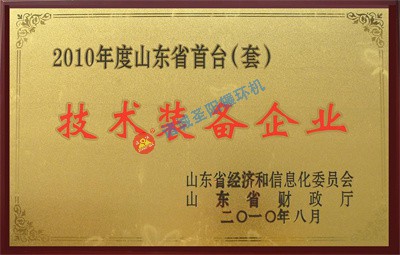 2010年度山东省首台(套)
技术装备企业
山东省经济和信息化委员会
山东省财政厅
二〇一〇年八月